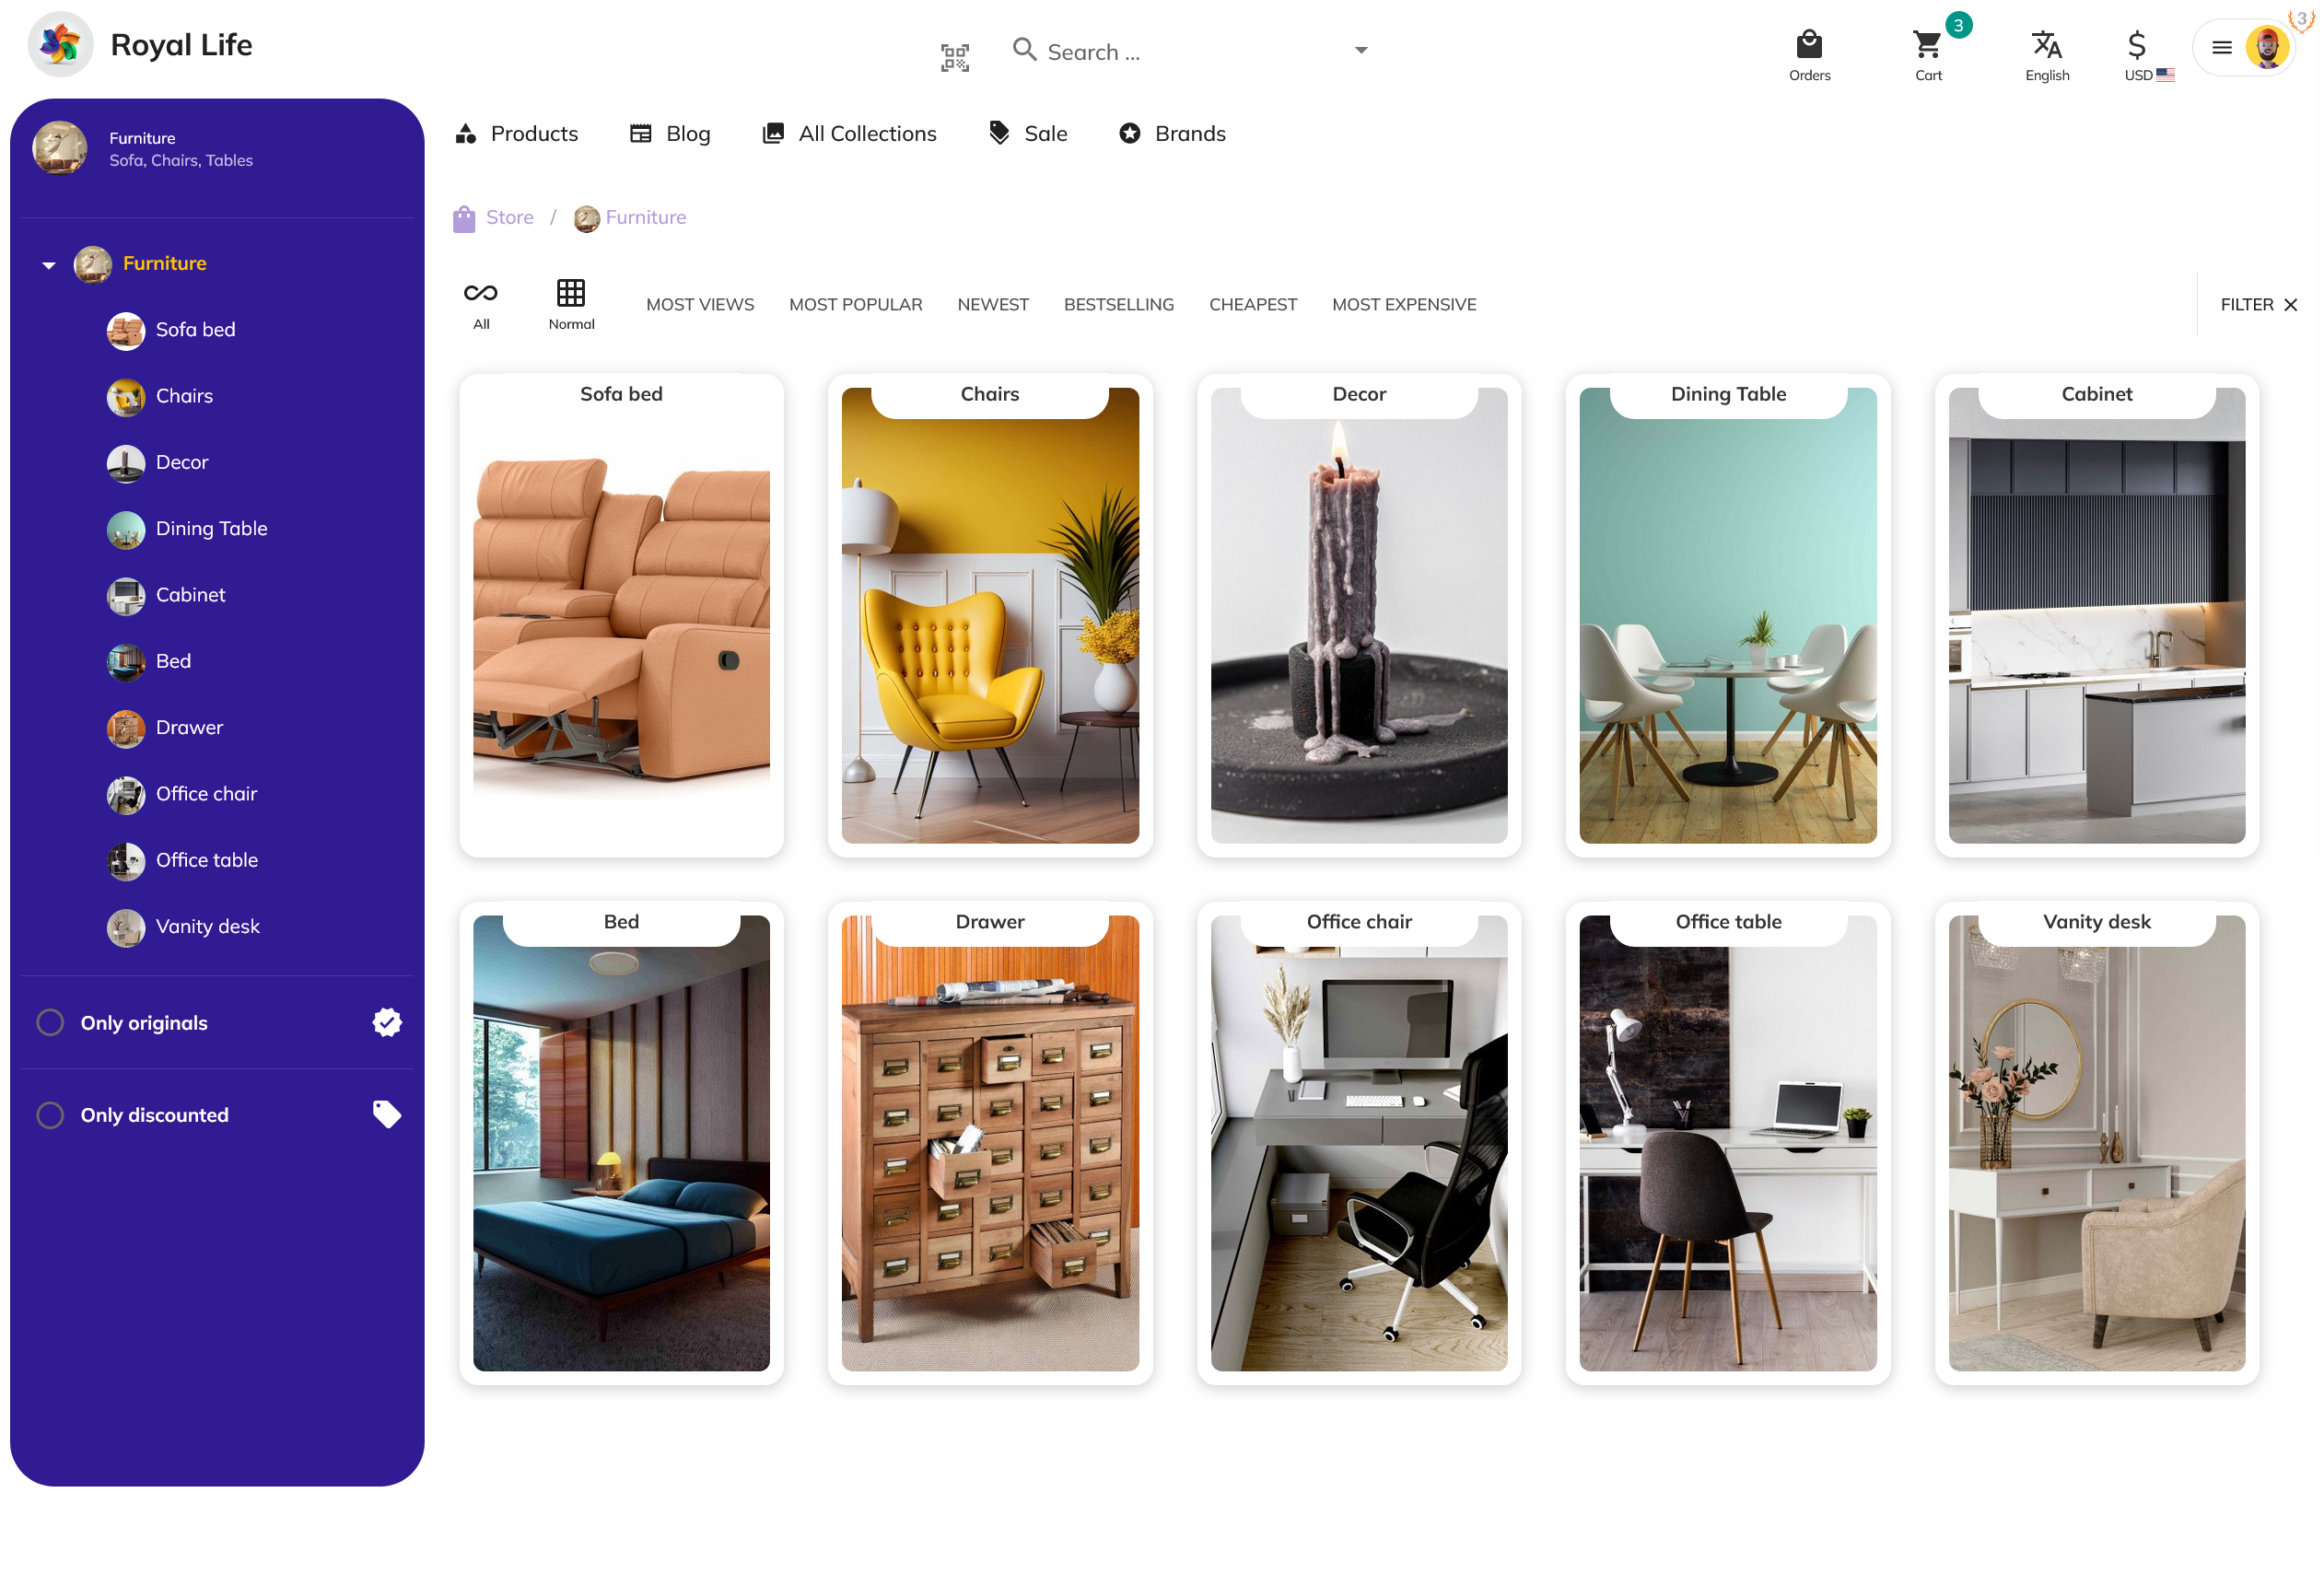 Royal Life
Search ...
Orders
3
Cart
English
USD
3
Furniture
Sofa, Chairs, Tables
Furniture
Sofa bed
Chairs
Decor
Dining Table
Cabinet
Bed
Drawer
Office chair
Office table
Vanity desk
Only originals
Only discounted
Products
Blog
All Collections
Sale
Brands
Store / Furniture
All
Normal
MOST VIEWS
MOST POPULAR
NEWEST
BESTSELLING
CHEAPEST
MOST EXPENSIVE
FILTER
Sofa bed
Chairs
Decor
Dining Table
Cabinet
Bed
Drawer
Office chair
Office table
Vanity desk